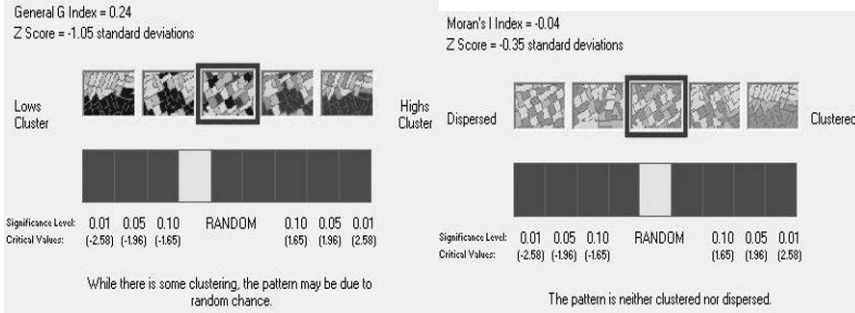 General G Index = 0.24
Z Score = -1.05 standard deviations
Lows
Cluster
Highs
Cluster
Significance Level: 0.01 0.05 0.10 RANDOM 0.10 0.05 0.01
Critical Values: (-2.58) (-1.96) (-1.65) (1.65) (1.96) (2.58)
While there is some clustering, the pattern may be due to
random chance.
Moran's I Index = -0.04
Z Score = -0.35 standard deviations
Dispersed
Clustered
Significance Level: 0.01 0.05 0.10 RANDOM 0.10 0.05 0.01
Critical Values: (-2.58) (-1.96) (-1.65) (1.65) (1.96) (2.58)
The pattern is neither clustered nor dispersed.